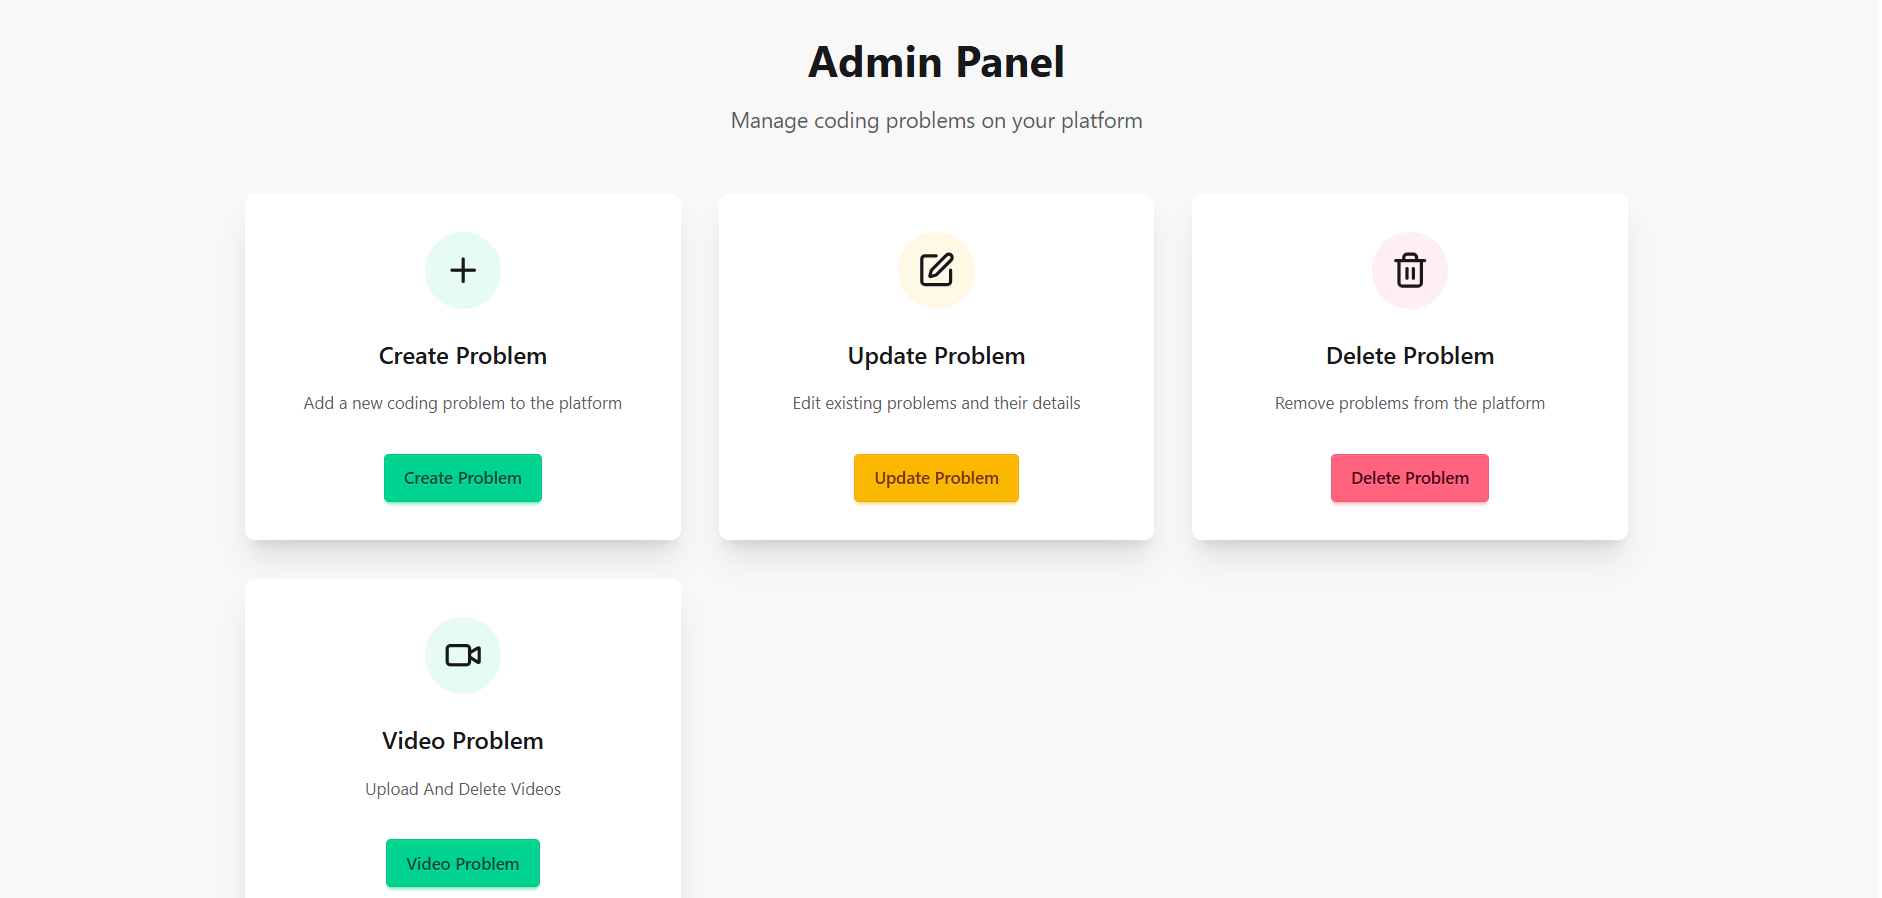 Admin Panel
Manage coding problems on your platform
Create Problem
Add a new coding problem to the platform
Create Problem
Update Problem
Edit existing problems and their details
Update Problem
Delete Problem
Remove problems from the platform
Delete Problem
Video Problem
Upload And Delete Videos
Video Problem